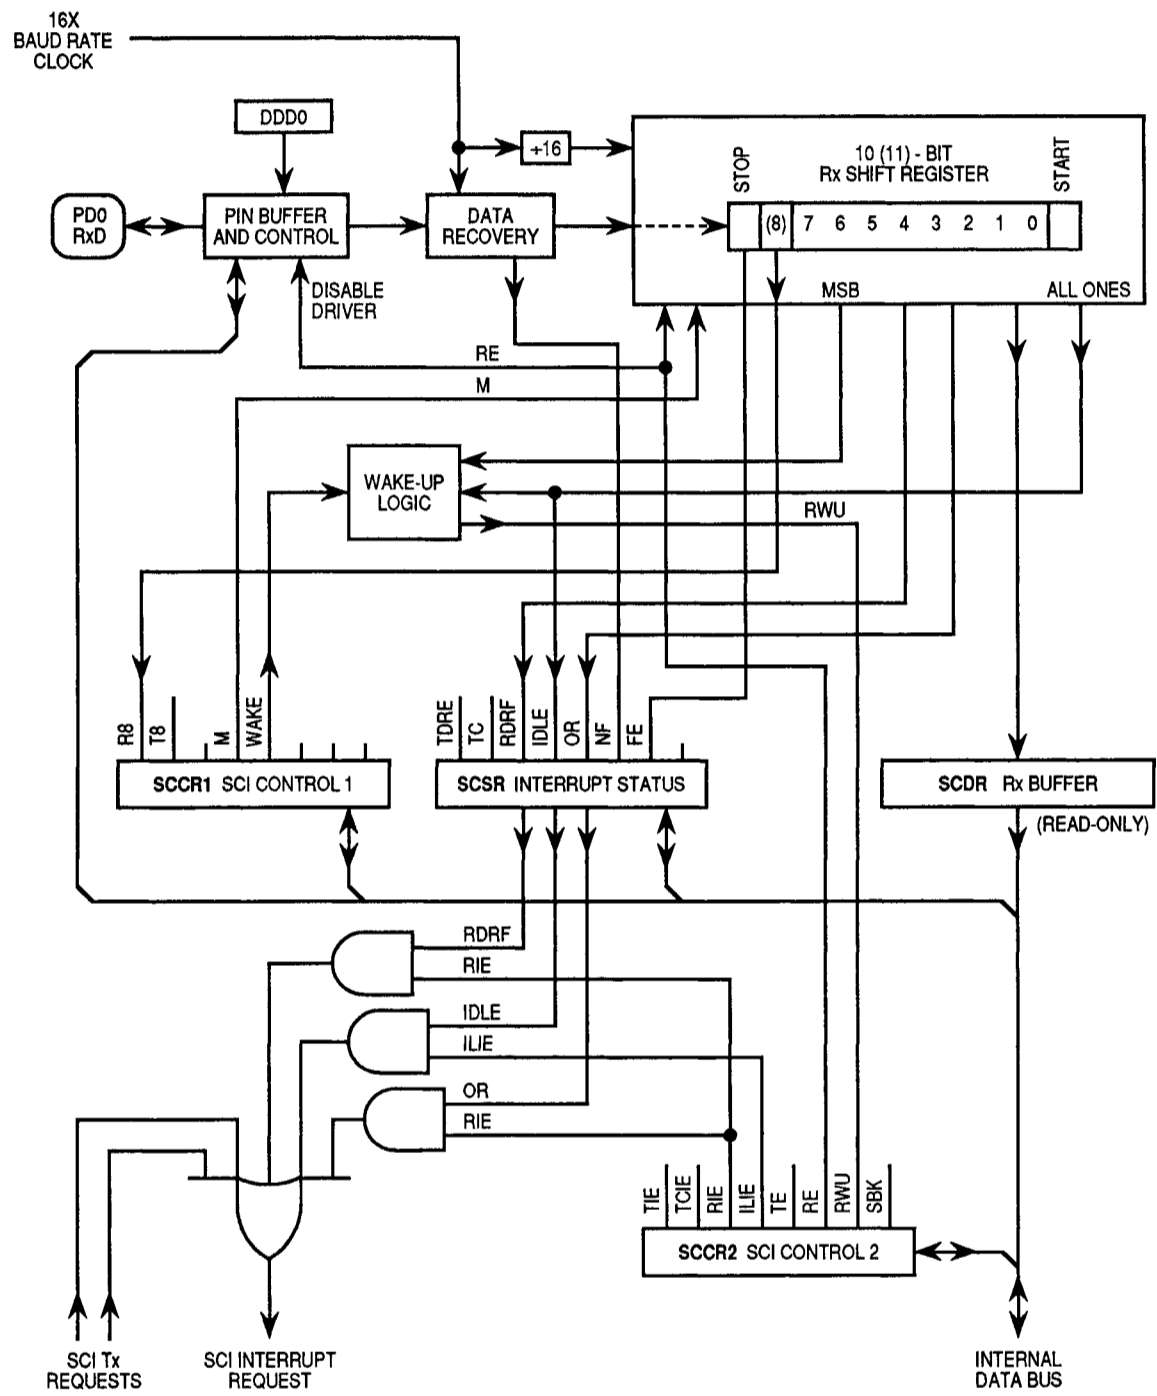 16X
BAUD RATE
CLOCK
DDD0
÷16
10 (11) - BIT
Rx SHIFT REGISTER
STOP
START
(8) 7 6 5 4 3 2 1 0
PD0
RxD
PIN BUFFER
AND CONTROL
DATA
RECOVERY
DISABLE
DRIVER
MSB
ALL ONES
RE
M
WAKE-UP
LOGIC
RWU
R8
T8
M
WAKE
TDRE
TC
RDRF
IDLE
OR
NF
FE
SCCR1 SCI CONTROL 1
SCSR INTERRUPT STATUS
SCDR Rx BUFFER
(READ-ONLY)
RDRF
RIE
IDLE
ILIE
OR
RIE
TIE
TCIE
RIE
ILIE
TE
RE
RWU
SBK
SCCR2 SCI CONTROL 2
SCI Tx
REQUESTS
SCI INTERRUPT
REQUEST
INTERNAL
DATA BUS